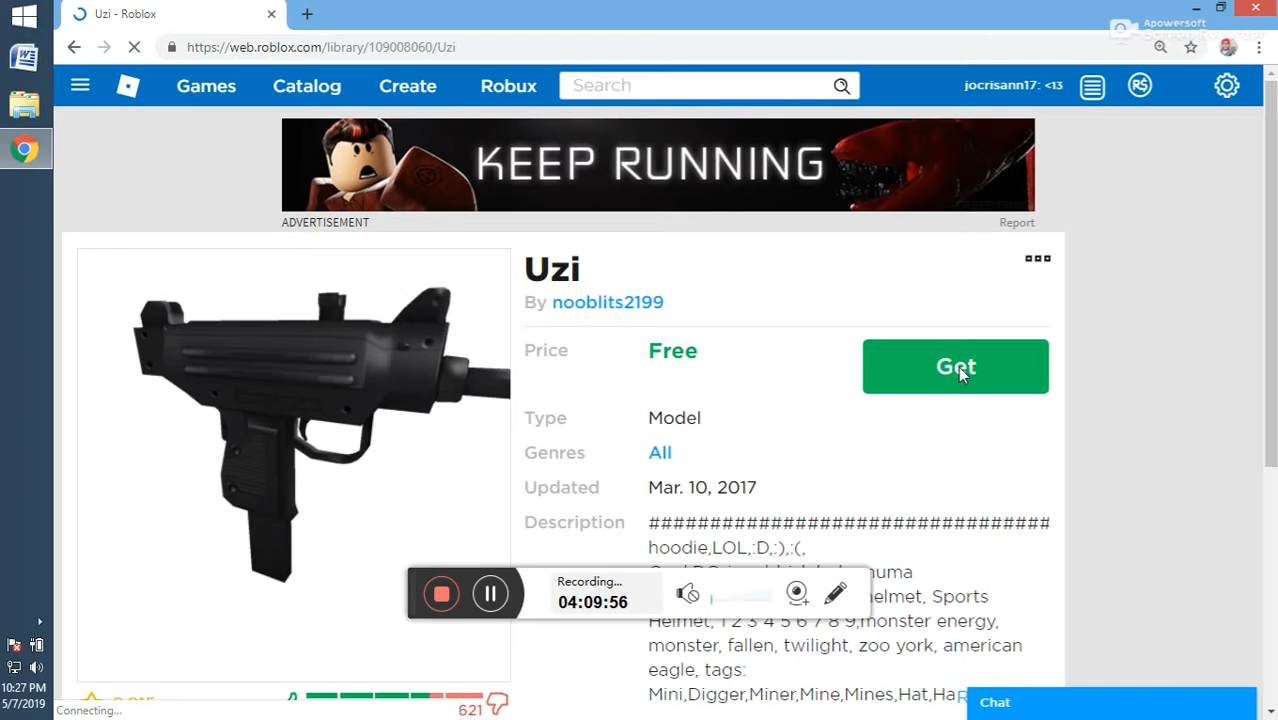 Uzi - Roblox
Apowersoft
Screen Recorder
https://web.roblox.com/library/109008060/Uzi
Games
Catalog
Create
Robux
Search
jocrisann17: <13
R$
KEEP RUNNING
ADVERTISEMENT
Report
Uzi
By nooblits2199
Price
Free
Get
Type
Model
Genres
All
Updated
Mar. 10, 2017
Description
#################################
hoodie,LOL,:D,:),:(,
Recording...
04:09:56
elmet, Sports
Helmet, 1 2 3 4 5 6 7 8 9,monster energy,
monster, fallen, twilight, zoo york, american
eagle, tags:
Mini,Digger,Miner,Mine,Mines,Hat,Ha
621
Chat
Connecting...
10:27 PM
5/7/2019